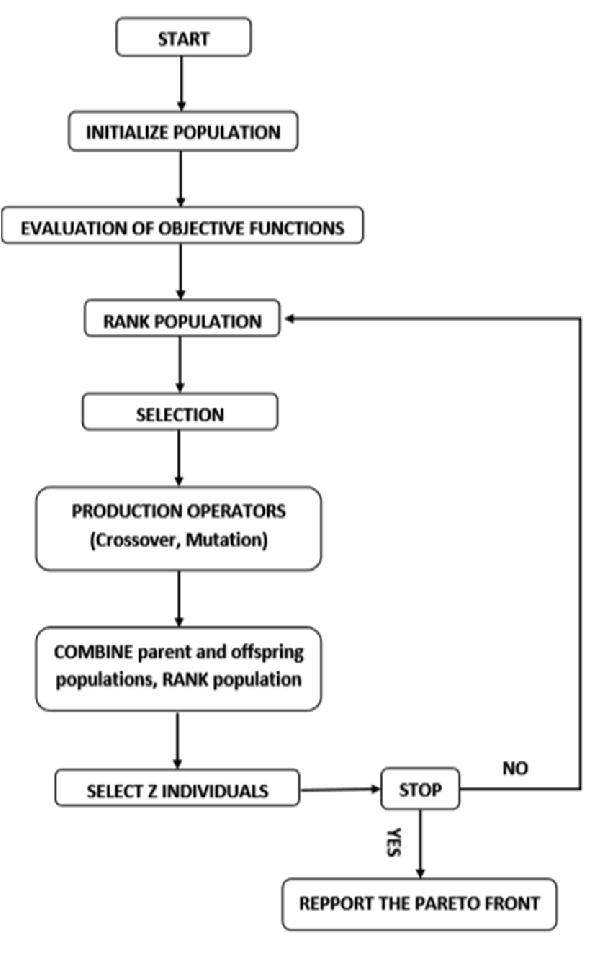 START
INITIALIZE POPULATION
EVALUATION OF OBJECTIVE FUNCTIONS
RANK POPULATION
SELECTION
PRODUCTION OPERATORS
(Crossover, Mutation)
COMBINE parent and offspring
populations, RANK population
SELECT Z INDIVIDUALS
STOP
NO
YES
REPPORT THE PARETO FRONT